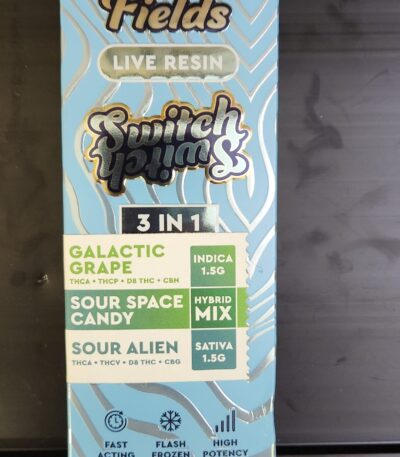 Fields
LIVE RESIN
Switch
Switch
3 IN 1
GALACTIC
GRAPE
THCA • THCP • D8 THC • CBN
INDICA
1.5G
SOUR SPACE
CANDY
HYBRID
MIX
SOUR ALIEN
THCA • THCV • D8 THC • CBG
SATIVA
1.5G
FAST
ACTING
FLASH
FROZEN
HIGH
POTENCY